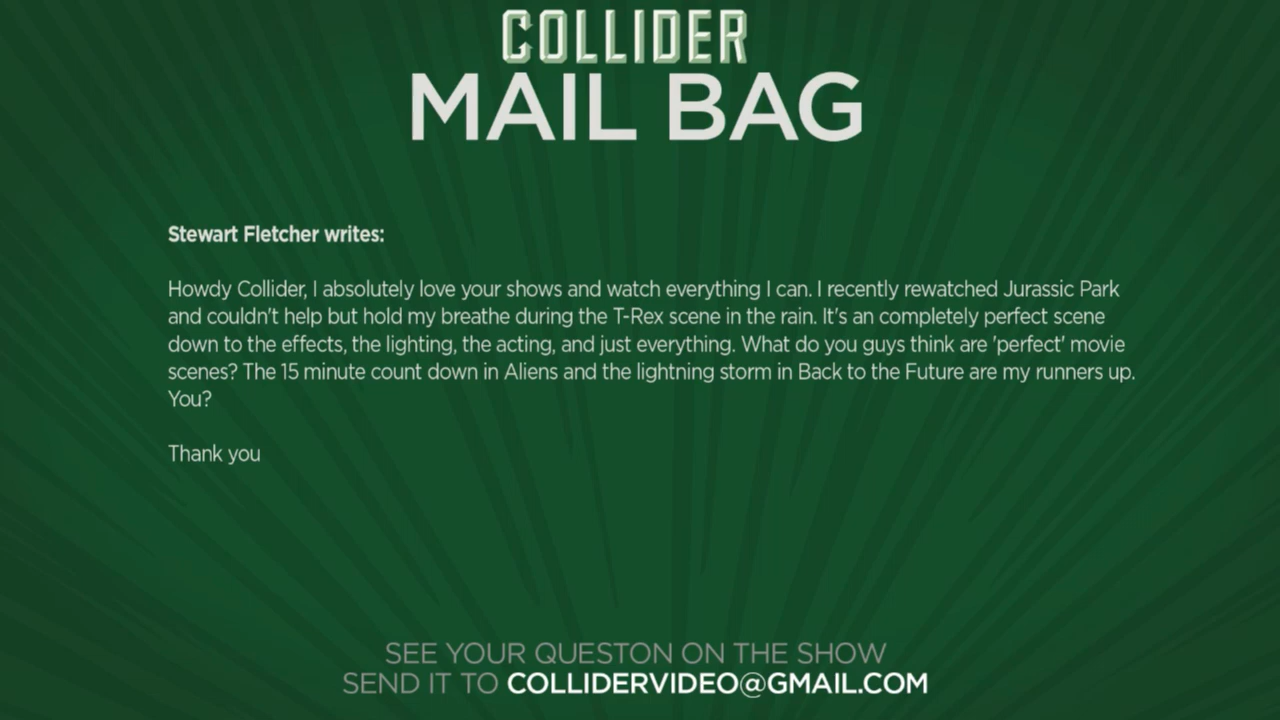 COLLIDER
MAIL BAG
Stewart Fletcher writes:
Howdy Collider, I absolutely love your shows and watch everything I can. I recently rewatched Jurassic Park
and couldn't help but hold my breathe during the T-Rex scene in the rain. It's an completely perfect scene
down to the effects, the lighting, the acting, and just everything. What do you guys think are 'perfect' movie
scenes? The 15 minute count down in Aliens and the lightning storm in Back to the Future are my runners up.
You?
Thank you
SEE YOUR QUESTON ON THE SHOW
SEND IT TO COLLIDERVIDEO@GMAIL.COM